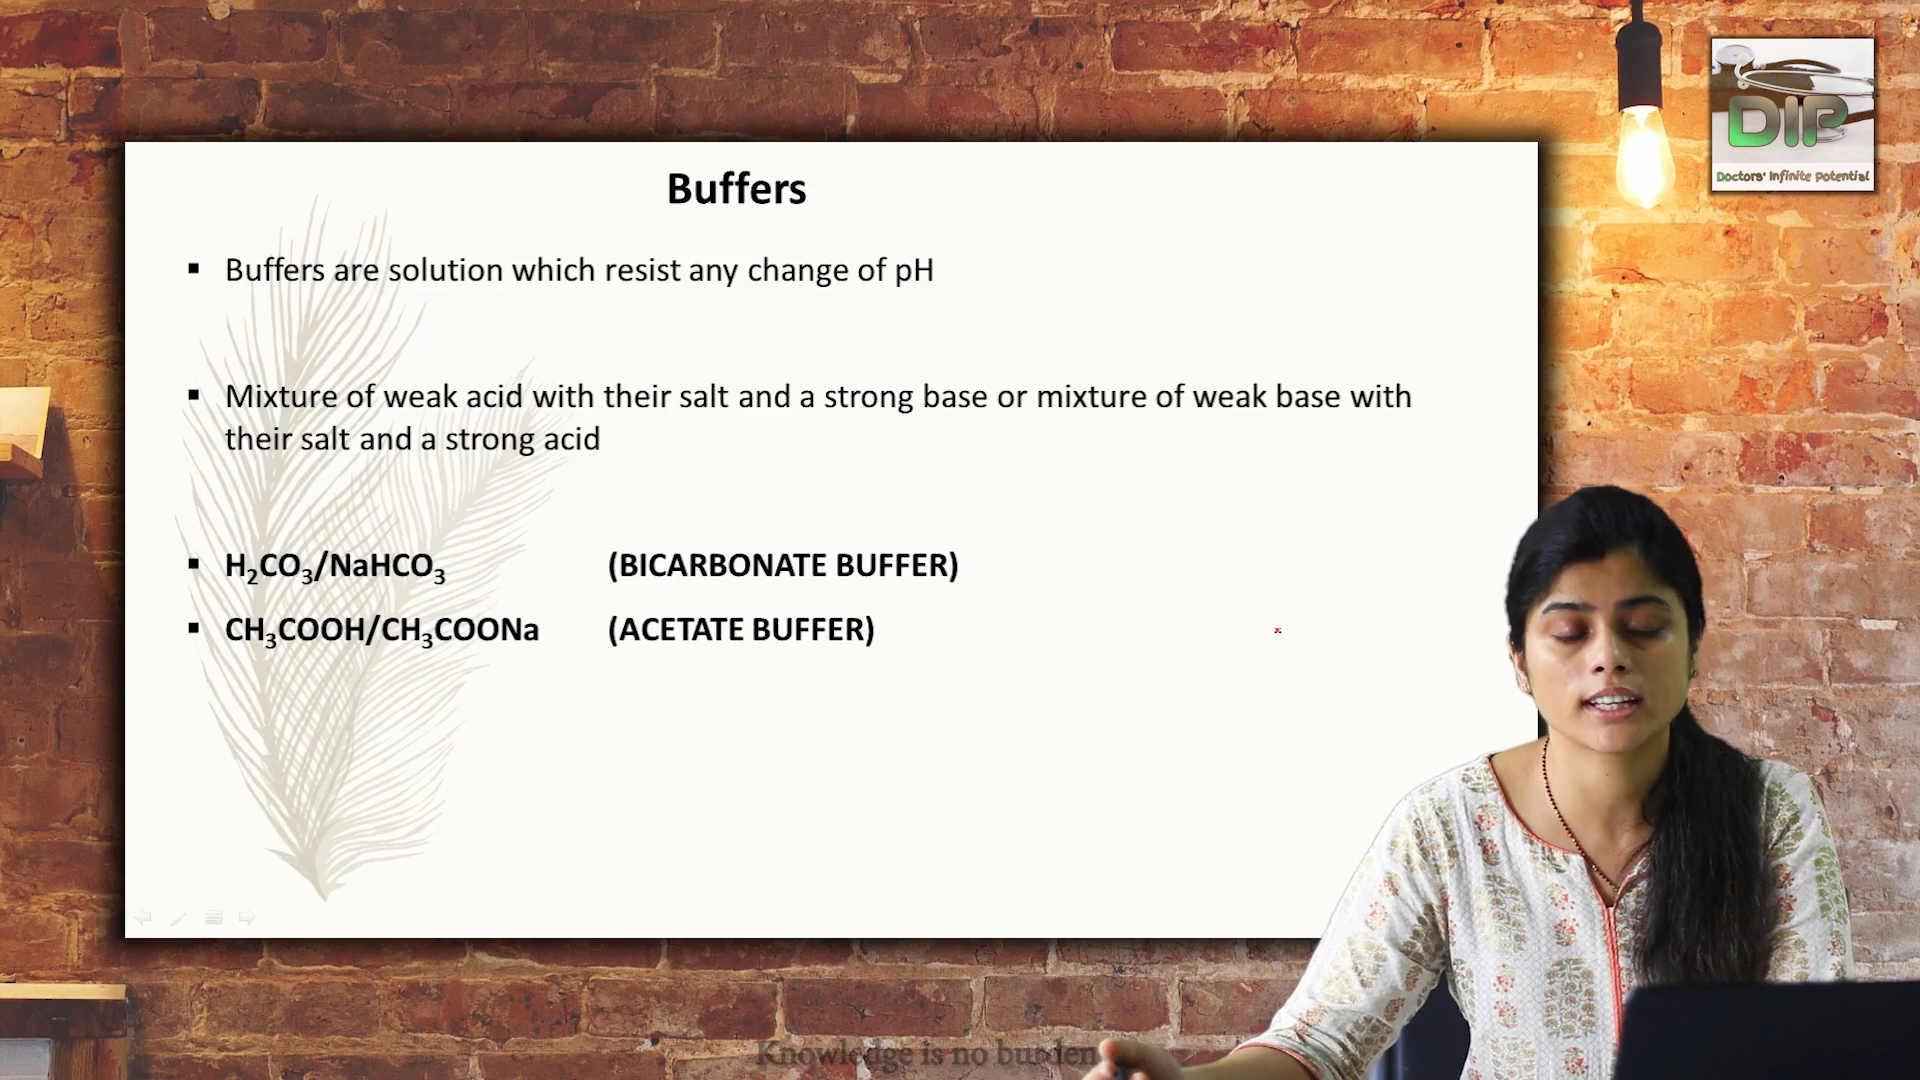 DIP
Doctors' Infinite Potential
Buffers
▪ Buffers are solution which resist any change of pH
▪ Mixture of weak acid with their salt and a strong base or mixture of weak base with
their salt and a strong acid
▪ H₂CO₃/NaHCO₃ (BICARBONATE BUFFER)
▪ CH₃COOH/CH₃COONa (ACETATE BUFFER)
Knowledge is no burden